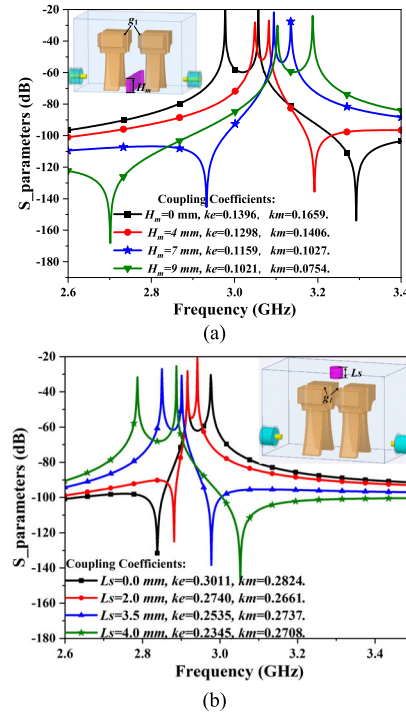 (a)
g1
Hm
S_parameters (dB)
-20
-40
-60
-80
-100
-120
-140
-160
-180
Coupling Coefficients:
Hm=0 mm, ke=0.1396, km=0.1659.
Hm=4 mm, ke=0.1298, km=0.1406.
Hm=7 mm, ke=0.1159, km=0.1027.
Hm=9 mm, ke=0.1021, km=0.0754.
2.6 2.8 3.0 3.2 3.4
Frequency (GHz)
(a)
Ls
g1
S_parameters (dB)
-20
-40
-60
-80
-100
-120
-140
-160
-180
Coupling Coefficients:
Ls=0.0 mm, ke=0.3011, km=0.2824.
Ls=2.0 mm, ke=0.2740, km=0.2661.
Ls=3.5 mm, ke=0.2535, km=0.2737.
Ls=4.0 mm, ke=0.2345, km=0.2708.
2.6 2.8 3.0 3.2 3.4
Frequency (GHz)
(b)